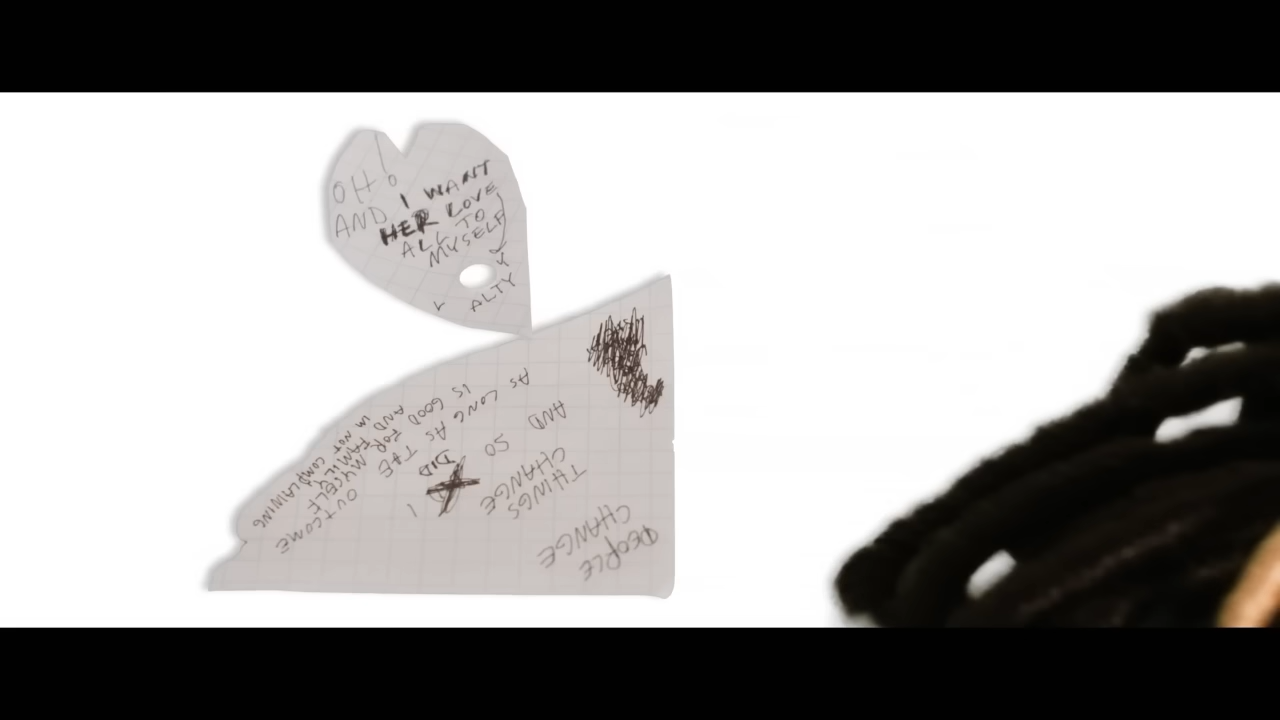 OH! I WANT
AND HER LOVE
ALL TO
MYSELF
Y
L ALTY
PEOPLE
CHANGE
THINGS
CHANGE
AND SO DID I
AS LONG AS THE OUTCOME
IS GOOD FOR MYSELF
AND FAMILY
IM NOT COMPLAINING